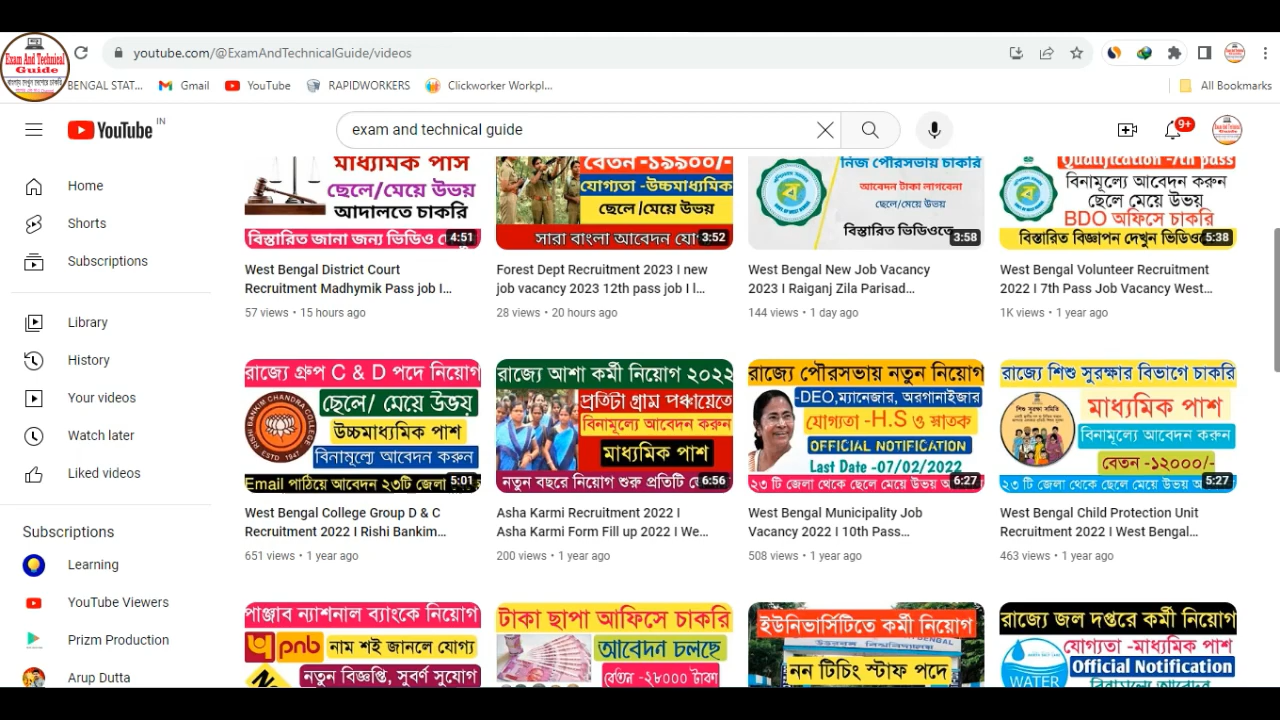 Exam And Technical
Guide
youtube.com/@ExamAndTechnicalGuide/videos
BENGAL STAT...
Gmail
YouTube
RAPIDWORKERS
Clickworker Workpl...
All Bookmarks
YouTube IN
exam and technical guide
9+
Home
Shorts
Subscriptions
Library
History
Your videos
Watch later
Liked videos
Subscriptions
Learning
YouTube Viewers
Prizm Production
Arup Dutta
মাধ্যমিক পাস
ছেলে/মেয়ে উভয়
আদালতে চাকরি
বিস্তারিত জানা জন্য ভিডিও
4:51
West Bengal District Court
Recruitment Madhymik Pass job I...
57 views • 15 hours ago
বেতন -১৯৯০০/-
যোগ্যতা -উচ্চমাধ্যমিক
ছেলে /মেয়ে উভয়
সারা বাংলা আবেদন
3:52
Forest Dept Recruitment 2023 I new
job vacancy 2023 12th pass job I l...
28 views • 20 hours ago
নিজ পৌরসভায় চাকরি
আবেদন টাকা লাগবেনা
ছেলে/মেয়ে উভয়
বিস্তারিত ভিডিওতে
3:58
West Bengal New Job Vacancy
2023 I Raiganj Zila Parisad...
144 views • 1 day ago
Qualification -7th pass
বিনামূল্যে আবেদন করুন
ছেলে মেয়ে উভয়
BDO অফিসে চাকরি
বিস্তারিত বিজ্ঞাপন দেখুন
5:38
West Bengal Volunteer Recruitment
2022 I 7th Pass Job Vacancy West...
1K views • 1 year ago
রাজ্যে গ্রুপ C & D পদে নিয়োগ
ছেলে/ মেয়ে উভয়
উচ্চমাধ্যমিক পাশ
বিনামূল্যে আবেদন করুন
Email পাঠিয়ে আবেদন ২৩টি জেলা
5:01
RISHI BANKIM CHANDRA COLLEGE
ESTD 1947
West Bengal College Group D & C
Recruitment 2022 I Rishi Bankim...
651 views • 1 year ago
রাজ্যে আশা কর্মী নিয়োগ ২০২২
প্রতিটা গ্রাম পঞ্চায়েতে
বিনামূল্যে আবেদন করুন
মাধ্যমিক পাশ
নতুন বছরে নিয়োগ শুরু প্রতিটি
6:56
Asha Karmi Recruitment 2022 I
Asha Karmi Form Fill up 2022 I We...
200 views • 1 year ago
রাজ্যে পৌরসভায় নতুন নিয়োগ
-DEO,ম্যানেজার, অরগানাইজার
যোগ্যতা -H.S ও স্নাতক
OFFICIAL NOTIFICATION
Last Date -07/02/2022
২৩ টি জেলা থেকে ছেলে মেয়ে উভয়
6:27
West Bengal Municipality Job
Vacancy 2022 I 10th Pass...
508 views • 1 year ago
রাজ্যে শিশু সুরক্ষার বিভাগে চাকরি
মাধ্যমিক পাশ
বিনামূল্যে আবেদন করুন
বেতন -১২০০০/-
২৩ টি জেলা থেকে ছেলে মেয়ে উভয়
5:27
West Bengal Child Protection Unit
Recruitment 2022 I West Bengal...
463 views • 1 year ago
পাঞ্জাব ন্যাশনাল ব্যাংকে নিয়োগ
pnb
নাম শই জানলে যোগ্য
নতুন বিজ্ঞপ্তি, সুবর্ণ সুযোগ
টাকা ছাপা আফিসে চাকরি
আবেদন চলছে
বেতন -২৮০০০ টাকা
ইউনিভার্সিটিতে কর্মী নিয়োগ
নন টিচিং স্টাফ পদে
রাজ্যে জল দপ্তরে কর্মী নিয়োগ
যোগ্যতা -মাধ্যমিক পাশ
Official Notification
WATER